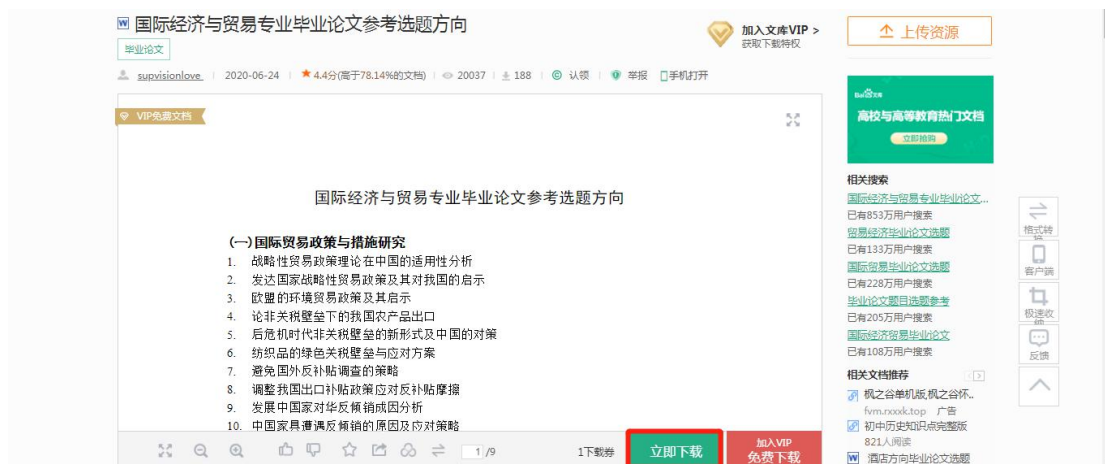 国际经济与贸易专业毕业论文参考选题方向
加入文库VIP >
获取下载特权
上传资源
毕业论文
supvisionlove 2020-06-24 4.4分(高于78.14%的文档) 20037 188 认领 举报 手机打开
VIP免费文档
Bai文库
高校与高等教育热门文档
立即抢购
国际经济与贸易专业毕业论文参考选题方向
(一)国际贸易政策与措施研究
1. 战略性贸易政策理论在中国的适用性分析
2. 发达国家战略性贸易政策及其对我国的启示
3. 欧盟的环境贸易政策及其启示
4. 论非关税壁垒下的我国农产品出口
5. 后危机时代非关税壁垒的新形式及中国的对策
6. 纺织品的绿色关税壁垒与应对方案
7. 避免国外反补贴调查的策略
8. 调整我国出口补贴政策应对反补贴摩擦
9. 发展中国家对华反倾销成因分析
10. 中国家具遭遇反倾销的原因及应对策略
1 /9
1下载券
立即下载
加入VIP
免费下载
相关搜索
国际经济与贸易专业毕业论文...
已有853万用户搜索
贸易经济毕业论文选题
已有133万用户搜索
国际贸易毕业论文选题
已有228万用户搜索
毕业论文题目选题参考
已有205万用户搜索
国际经济贸易毕业论文
已有108万用户搜索
相关文档推荐
枫之谷单机版,枫之谷怀..
fvm.rxxxk.top 广告
初中历史知识点完整版
821人阅读
酒店方向毕业论文选题
格式转
客户端
极速收
反馈